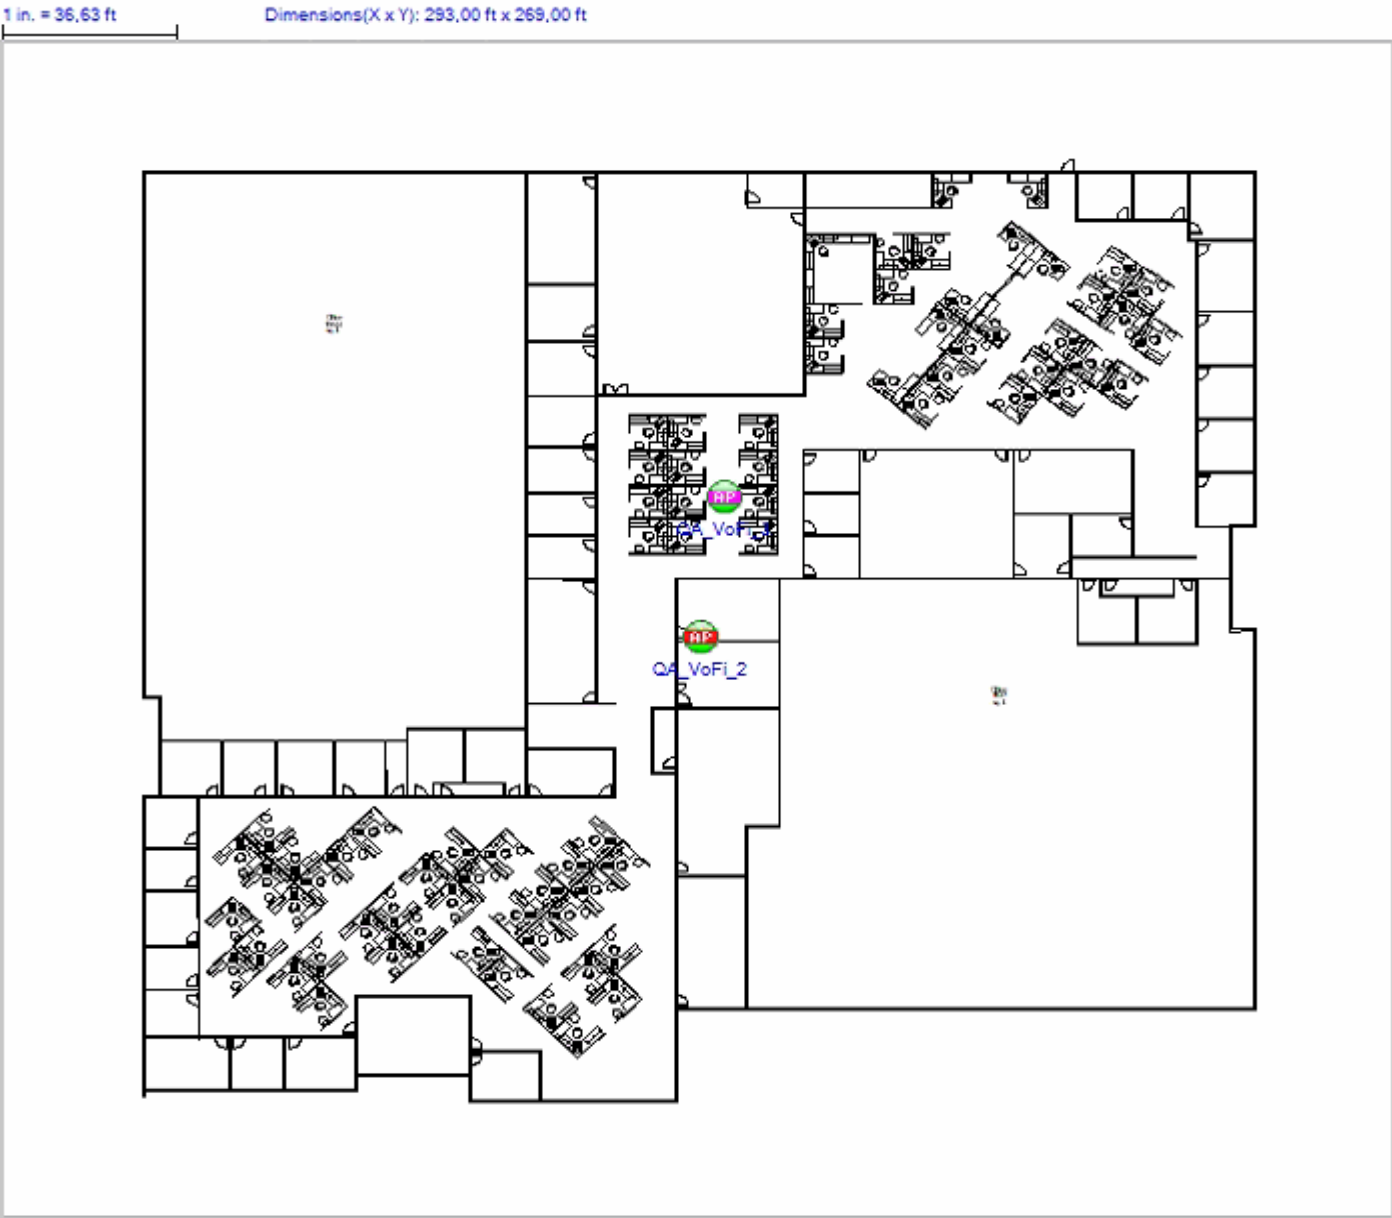 1 in. = 36,63 ft
Dimensions(X x Y): 293,00 ft x 269,00 ft
AP
AP
QA_VoFi_2